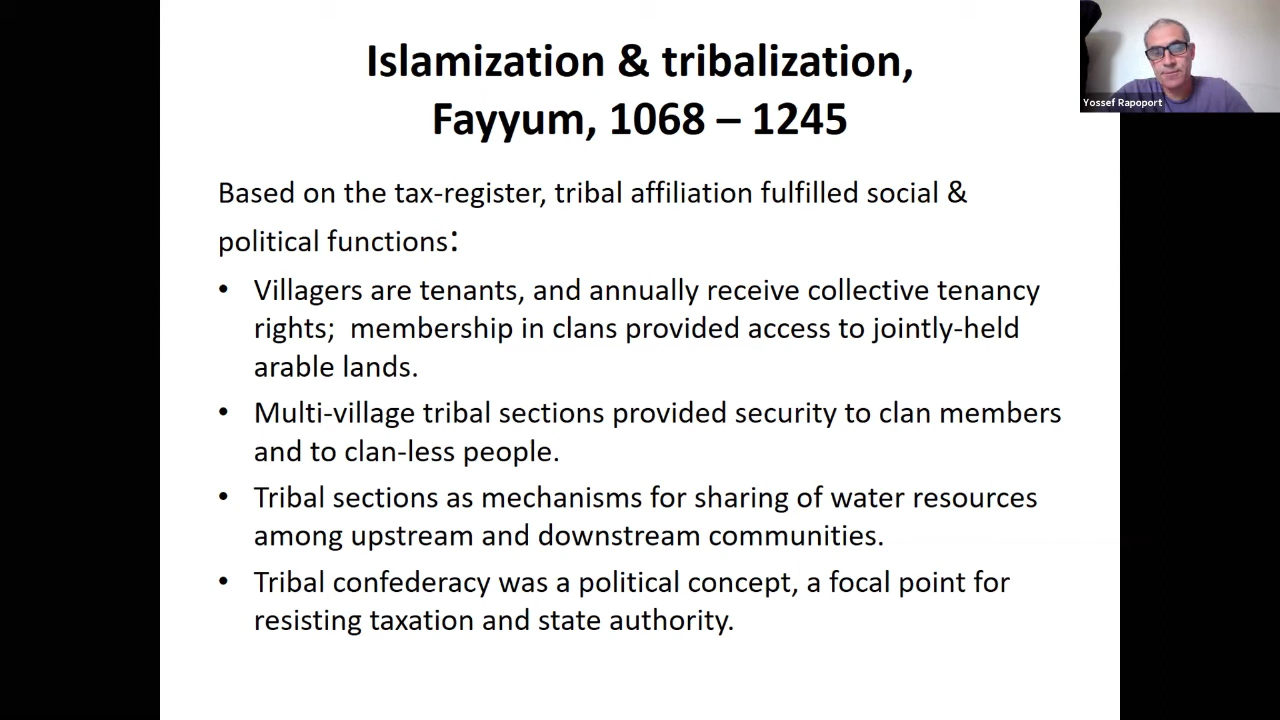 Islamization & tribalization,
Fayyum, 1068 – 1245
Yossef Rapoport
Based on the tax-register, tribal affiliation fulfilled social &
political functions:
• Villagers are tenants, and annually receive collective tenancy
rights;  membership in clans provided access to jointly-held
arable lands.
• Multi-village tribal sections provided security to clan members
and to clan-less people.
• Tribal sections as mechanisms for sharing of water resources
among upstream and downstream communities.
• Tribal confederacy was a political concept, a focal point for
resisting taxation and state authority.